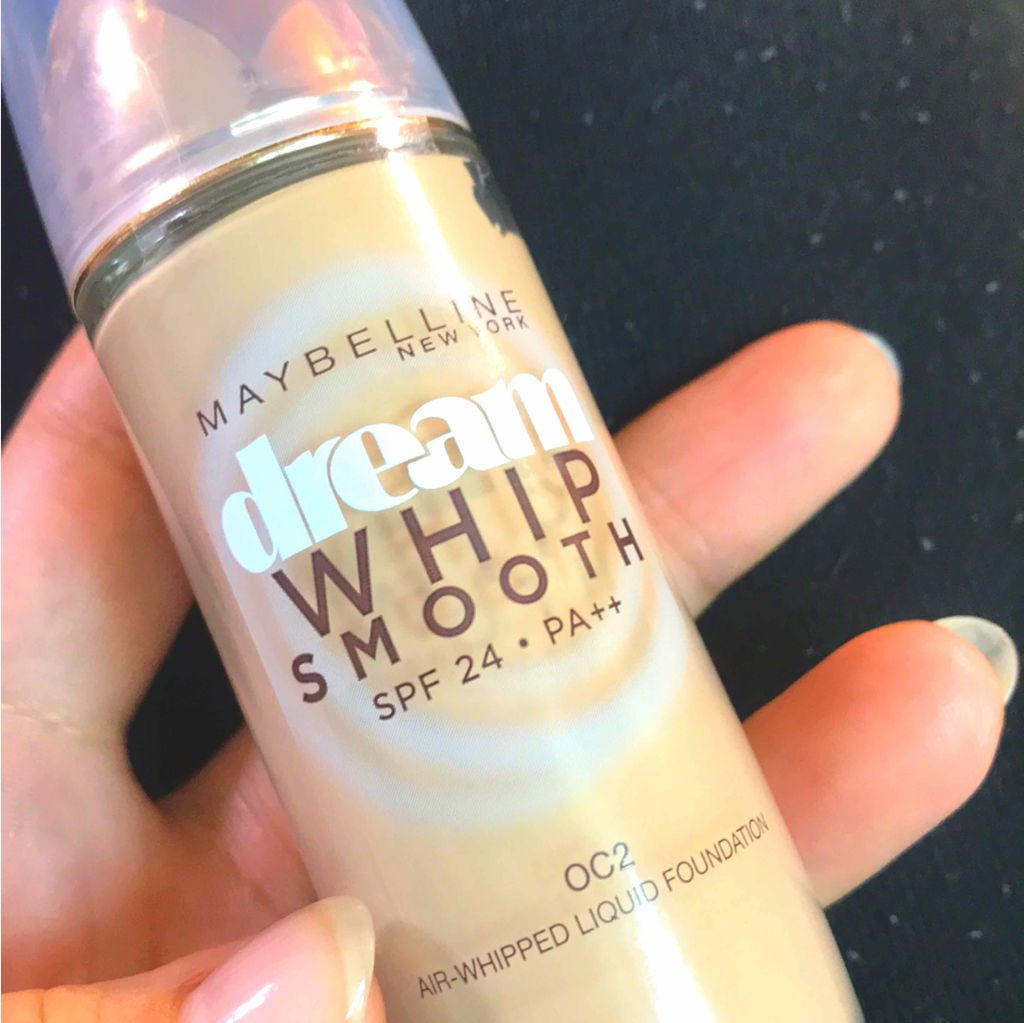 MAYBELLINE
NEW YORK
dream
WHIP
SMOOTH
SPF 24 • PA++
OC2
AIR-WHIPPED LIQUID FOUNDATION